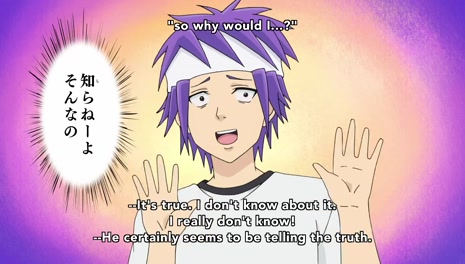 "so why would I...?"
知らねーよ
そんなの
--It's true. I don't know about it.
I really don't know!
--He certainly seems to be telling the truth.